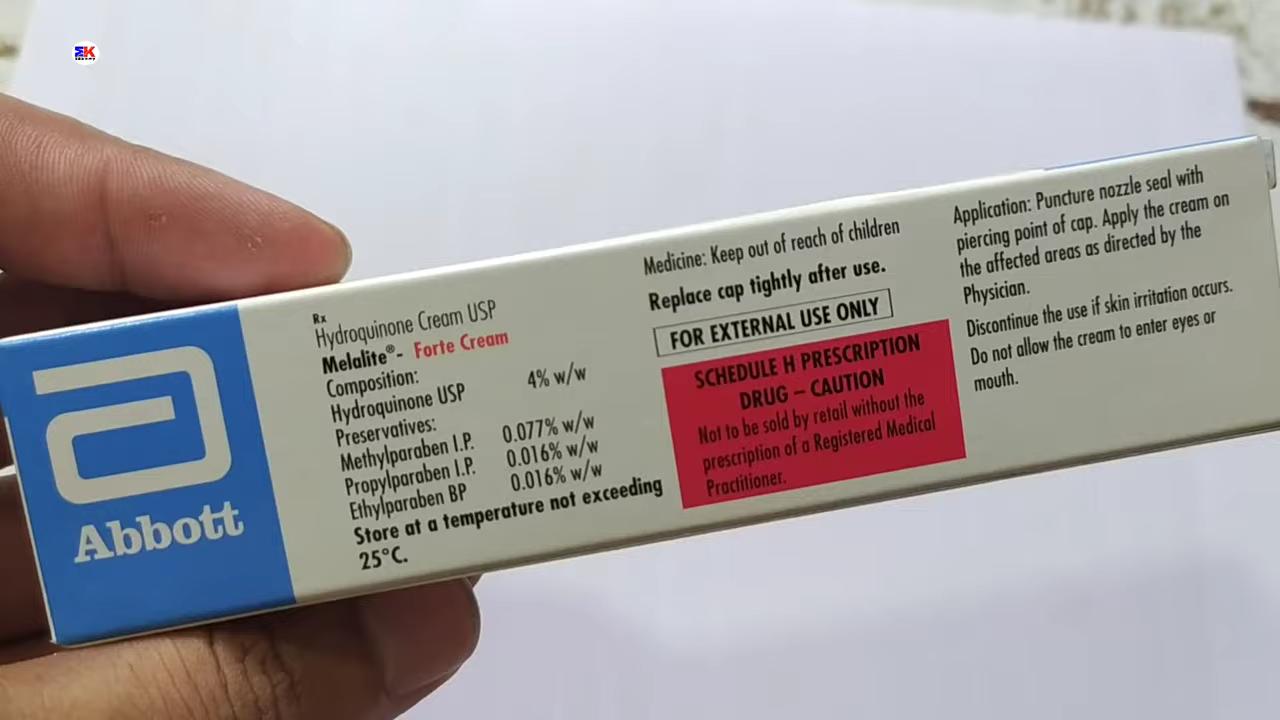 Abbott
Rx
Hydroquinone Cream USP
Melalite®- Forte Cream
Composition:
Hydroquinone USP 4% w/w
Preservatives:
Methylparaben I.P. 0.077% w/w
Propylparaben I.P. 0.016% w/w
Ethylparaben BP 0.016% w/w
Store at a temperature not exceeding
25°C.
Medicine: Keep out of reach of children
Replace cap tightly after use.
FOR EXTERNAL USE ONLY
SCHEDULE H PRESCRIPTION
DRUG – CAUTION
Not to be sold by retail without the
prescription of a Registered Medical
Practitioner.
Application: Puncture nozzle seal with
piercing point of cap. Apply the cream on
the affected areas as directed by the
Physician.
Discontinue the use if skin irritation occurs.
Do not allow the cream to enter eyes or
mouth.